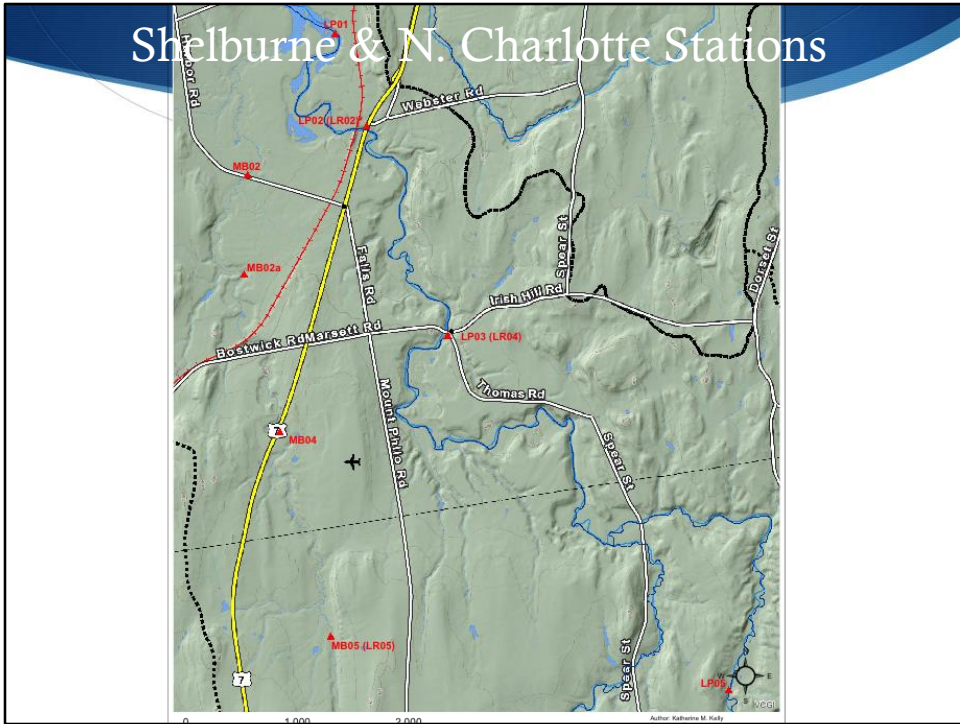 Shelburne & N. Charlotte Stations
LP01
Webster Rd
LP02 (LR02)*
MB02
Spear St
Dorset St
Falls Rd
MB02a
Irish Hill Rd
Bostwick Rd
Marsett Rd
LP03 (LR04)
Thomas Rd
Mount Philo Rd
7
MB04
Spear St
MB05 (LR05)
Spear St
W E
S
LP05
7
VCGI
0 1,000 2,000
Author: Katherine M. Kelly